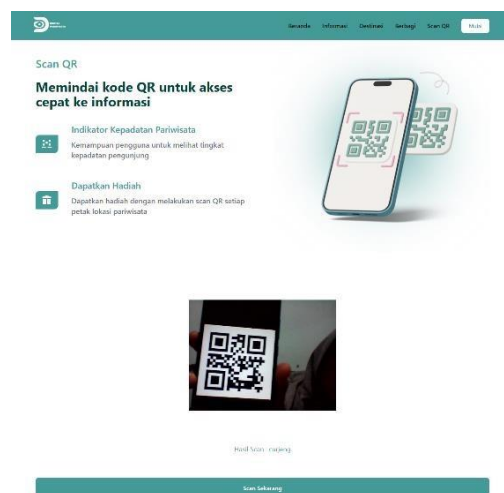 Beranda Informasi Destinasi Berbagi Scan QR Mulai
Scan QR
Memindai kode QR untuk akses
cepat ke informasi
Indikator Kepadatan Pariwisata
Kemampuan pengguna untuk melihat tingkat
kepadatan pengunjung
Dapatkan Hadiah
Dapatkan hadiah dengan melakukan scan QR setiap
petak lokasi pariwisata
Hasil Scan
Scan Sekarang